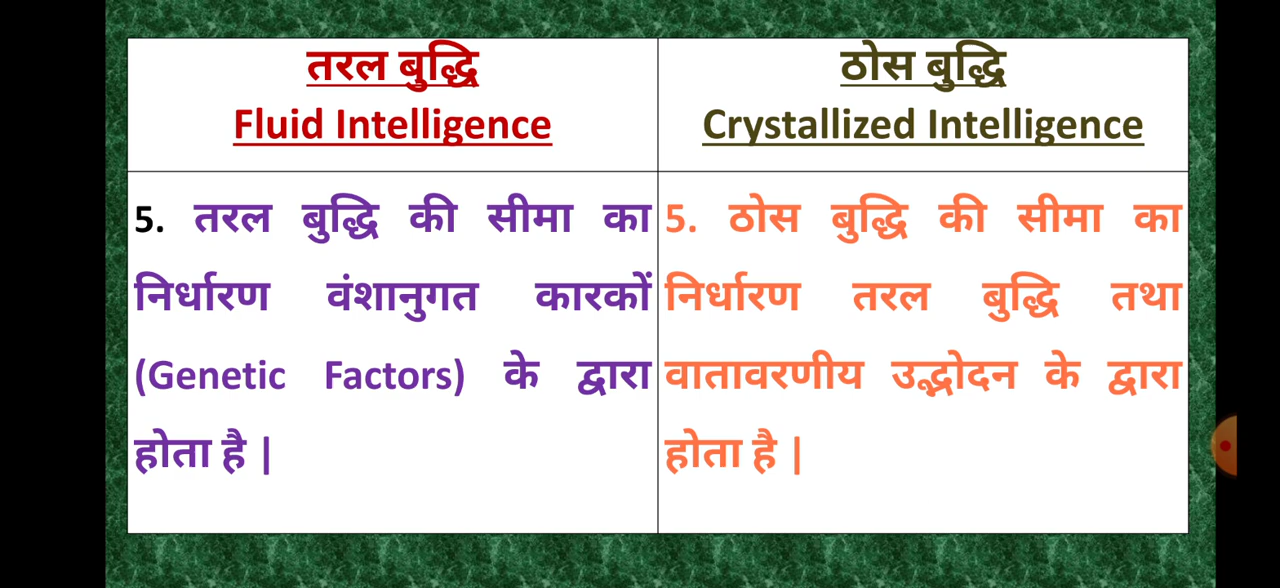 तरल बुद्धि
Fluid Intelligence
ठोस बुद्धि
Crystallized Intelligence
5. तरल बुद्धि की सीमा का
निर्धारण वंशानुगत कारकों
(Genetic Factors) के द्वारा
होता है |
5. ठोस बुद्धि की सीमा का
निर्धारण तरल बुद्धि तथा
वातावरणीय उद्भोदन के द्वारा
होता है |